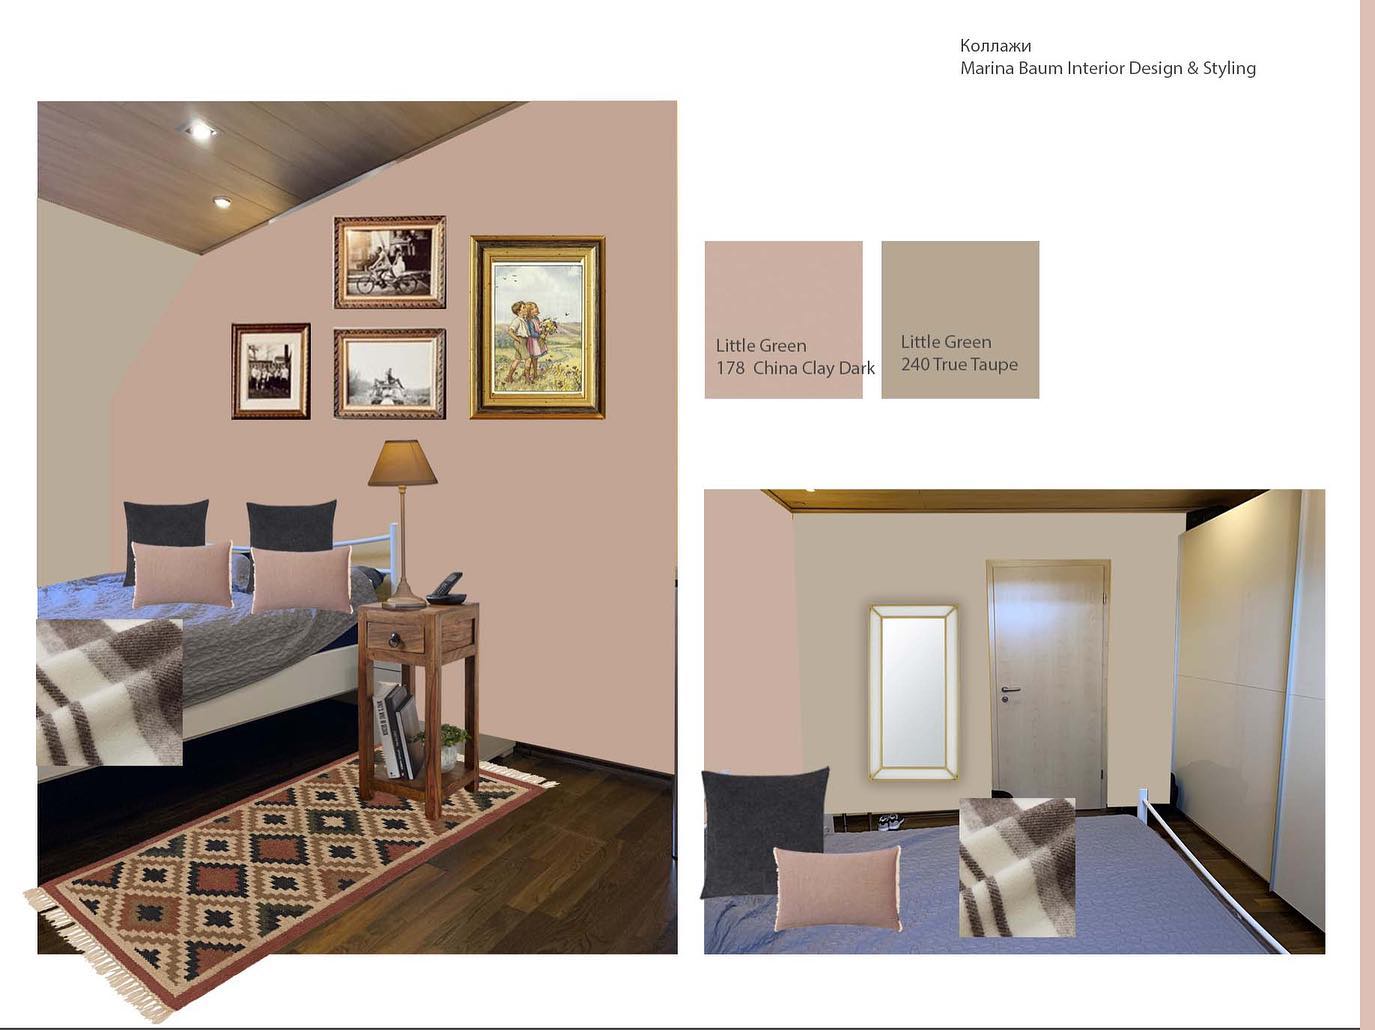 Коллажи
Marina Baum Interior Design & Styling
Little Green
178 China Clay Dark
Little Green
240 True Taupe